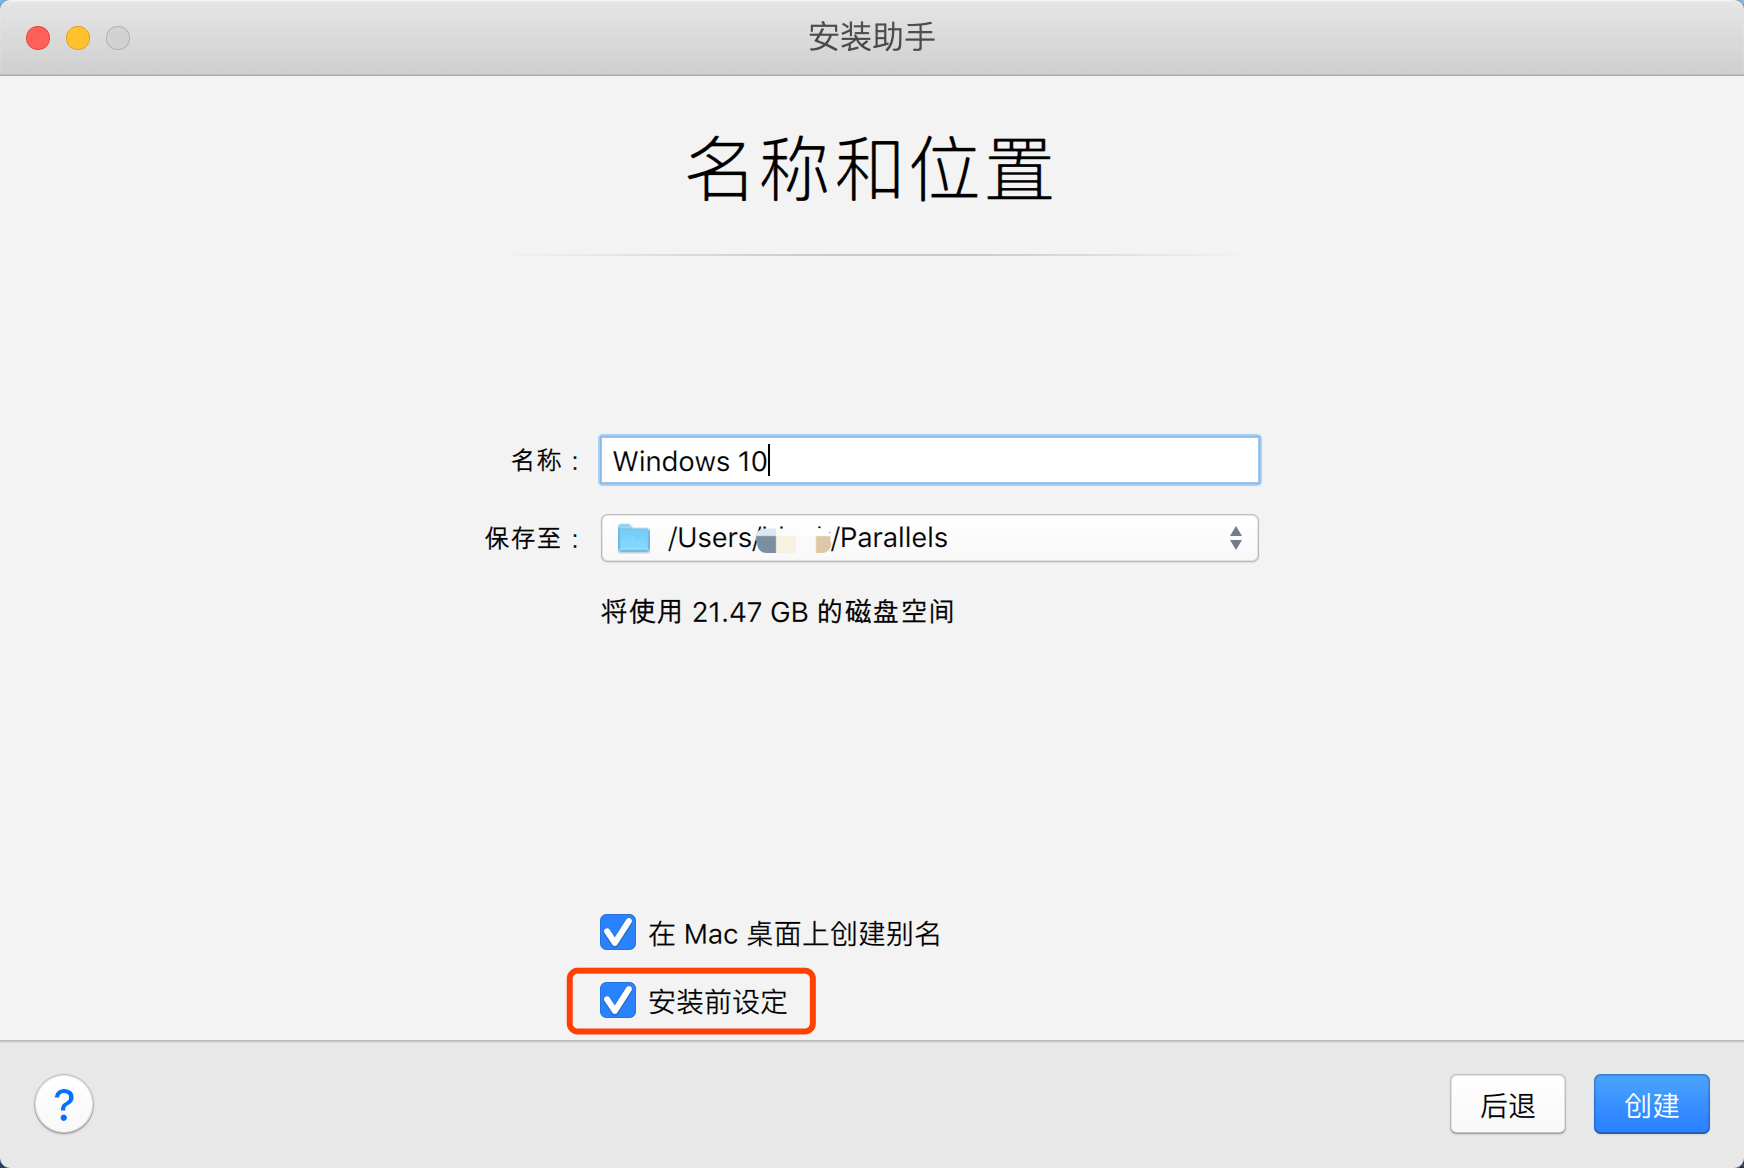 安装助手
名称和位置
名称：
Windows 10
保存至：
/Users/ /Parallels
将使用 21.47 GB 的磁盘空间
在 Mac 桌面上创建别名
安装前设定
?
后退
创建